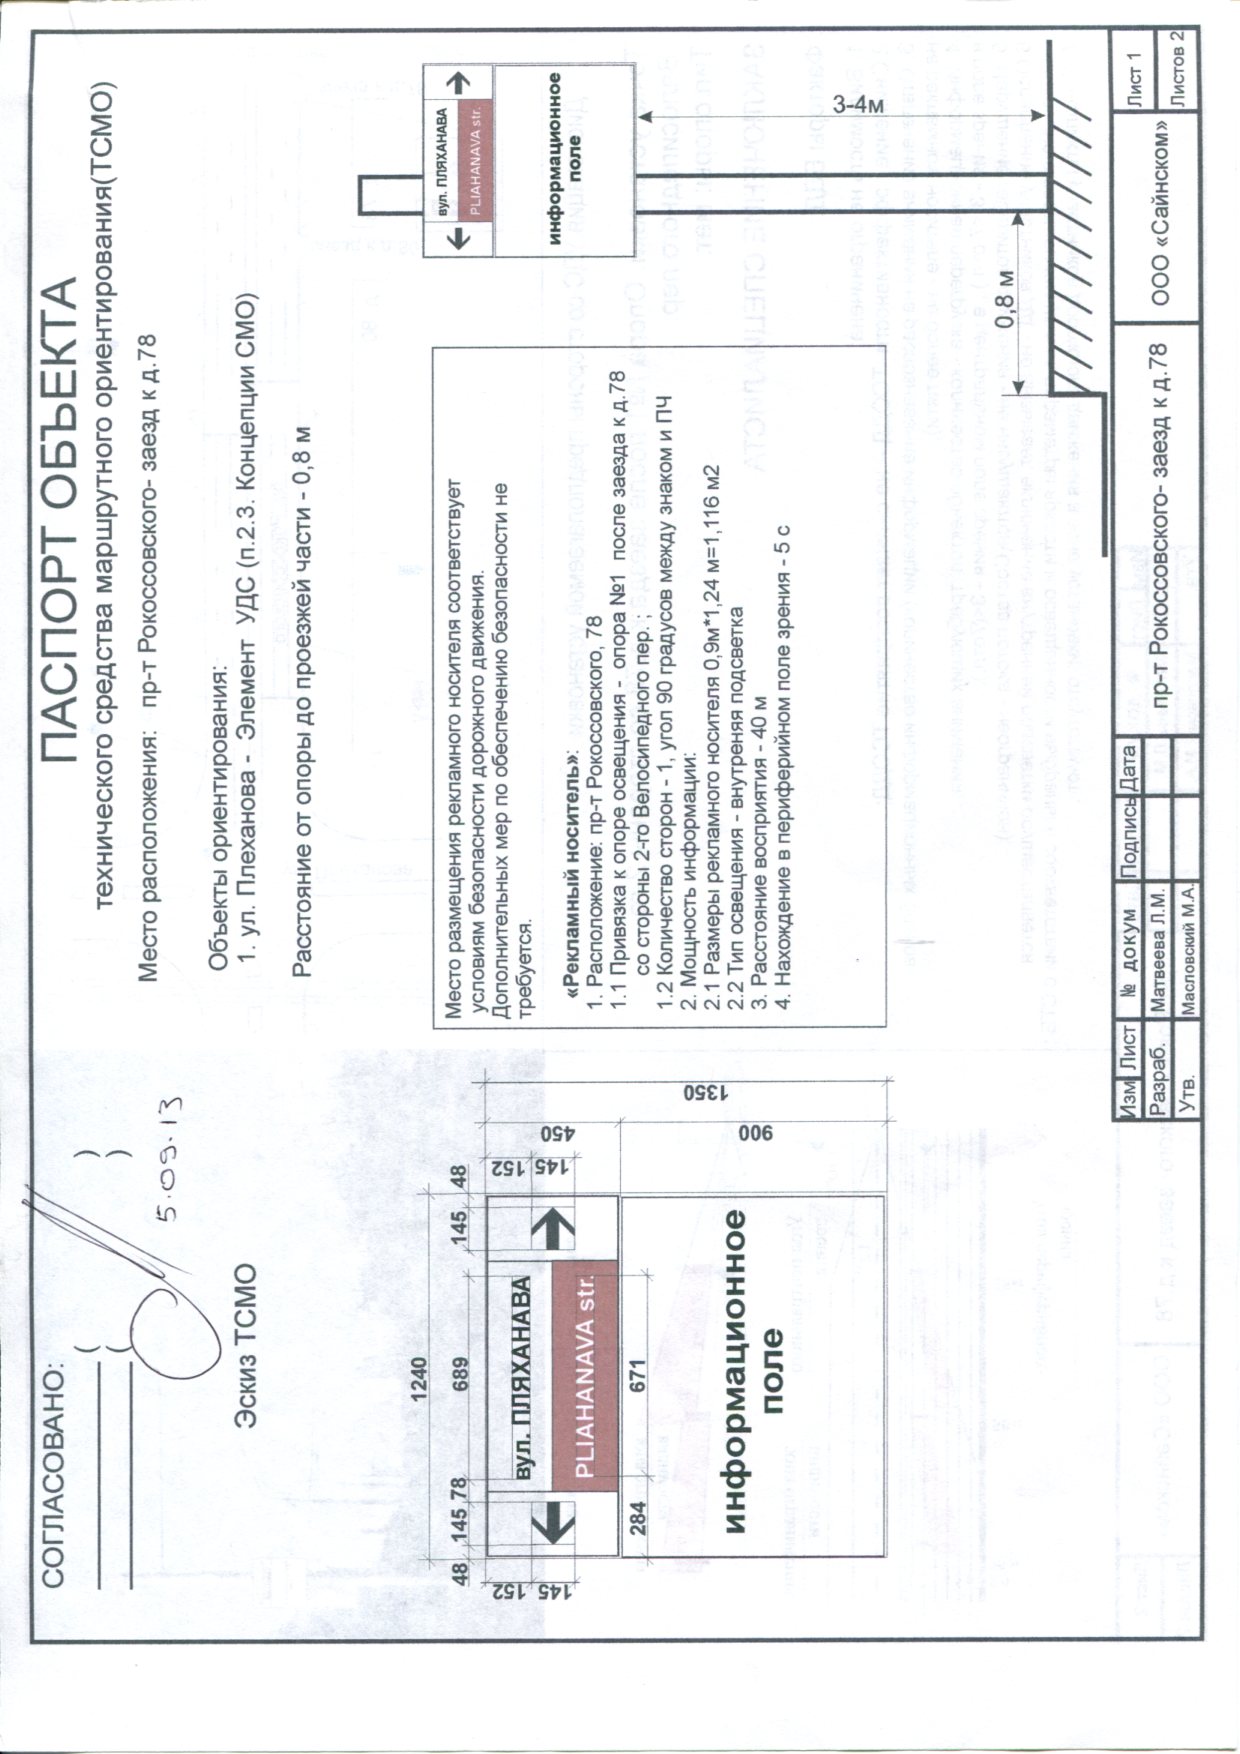 СОГЛАСОВАНО:
( )
( )
5.09.13
ПАСПОРТ ОБЪЕКТА
технического средства маршрутного ориентирования(ТСМО)
Место расположения: пр-т Рокоссовского- заезд к д.78
Объекты ориентирования:
1. ул. Плеханова - Элемент УДС (п.2.3. Концепции СМО)
Расстояние от опоры до проезжей части - 0,8 м
Эскиз ТСМО
1240
48 145 78 689 145 48
152
145
вул. ПЛЯХАНАВА
PLIAHANAVA str.
152
145
450
1350
284 671
информационное
поле
900
Место размещения рекламного носителя соответствует
условиям безопасности дорожного движения.
Дополнительных мер по обеспечению безопасности не
требуется.
«Рекламный носитель»:
1. Расположение: пр-т Рокоссовского, 78
1.1 Привязка к опоре освещения - опора №1 после заезда к д.78
со стороны 2-го Велосипедного пер. ;
1.2 Количество сторон - 1, угол 90 градусов между знаком и ПЧ
2. Мощность информации:
2.1 Размеры рекламного носителя 0,9м*1,24 м=1,116 м2
2.2 Тип освещения - внутреняя подсветка
3. Расстояние восприятия - 40 м
4. Нахождение в периферийном поле зрения - 5 с
вул. ПЛЯХАНАВА
PLIAHANAVA str.
информационное
поле
3-4м
0,8 м
Изм Лист № докум Подпись Дата
Разраб. Матвеева Л.М.
Утв. Масловский М.А.
пр-т Рокоссовского- заезд к д.78
ООО «Сайнском»
Лист 1
Листов 2